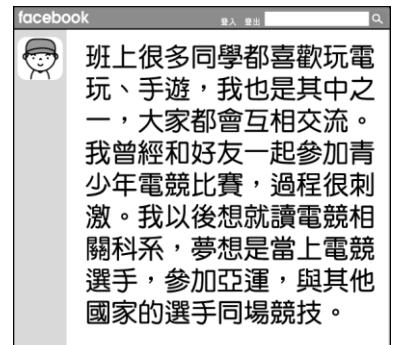 facebook 登入 登出
班上很多同學都喜歡玩電
玩、手遊，我也是其中之
一，大家都會互相交流。
我曾經和好友一起參加青
少年電競比賽，過程很刺
激。我以後想就讀電競相
關科系，夢想是當上電競
選手，參加亞運，與其他
國家的選手同場競技。